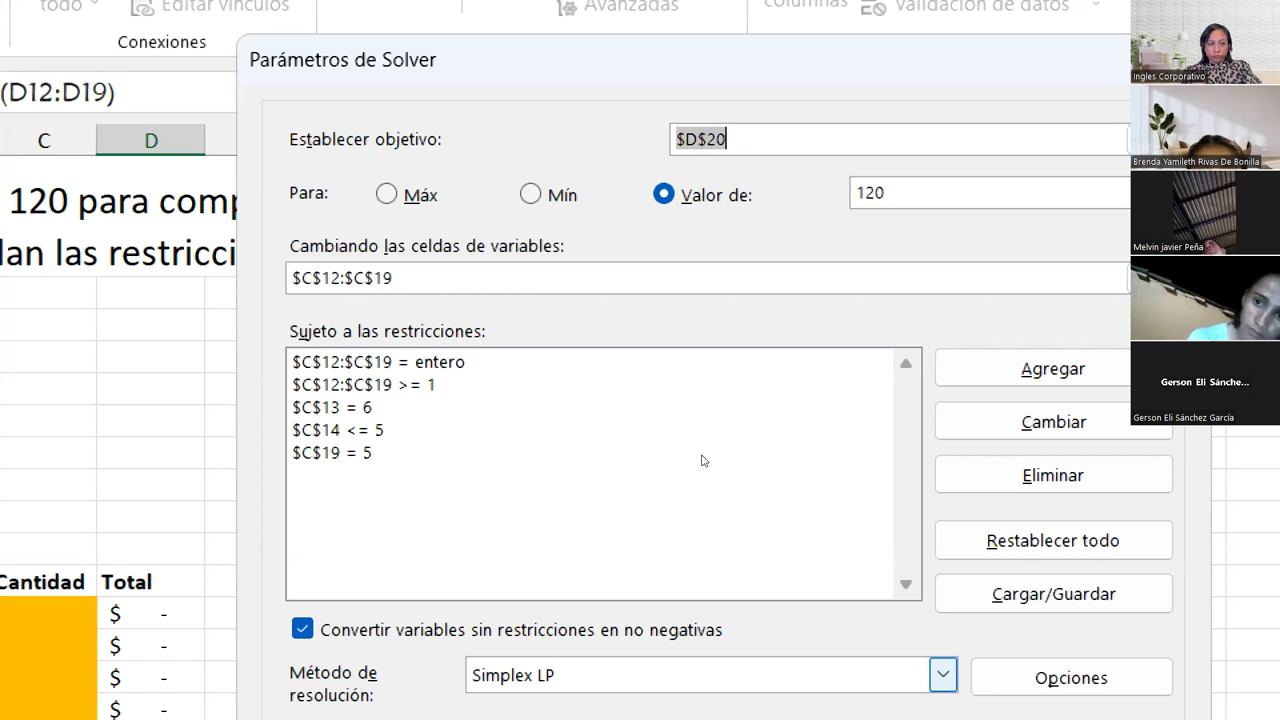 todo
Editar vínculos
Avanzadas
columnas
Validación de datos
Conexiones
Parámetros de Solver
(D12:D19)
C
D
120 para comp
lan las restricci
Establecer objetivo:
$D$20
Para:
Máx
Mín
Valor de:
120
Cambiando las celdas de variables:
$C$12:$C$19
Sujeto a las restricciones:
$C$12:$C$19 = entero
$C$12:$C$19 >= 1
$C$13 = 6
$C$14 <= 5
$C$19 = 5
Agregar
Cambiar
Eliminar
Restablecer todo
Cargar/Guardar
Cantidad
Total
$ -
$ -
$ -
$ -
Convertir variables sin restricciones en no negativas
Método de
resolución:
Simplex LP
Opciones
Ingles Corporativo
Brenda Yamileth Rivas De Bonilla
Melvin javier Peña
Gerson Eli Sánche...
Gerson Eli Sánchez García